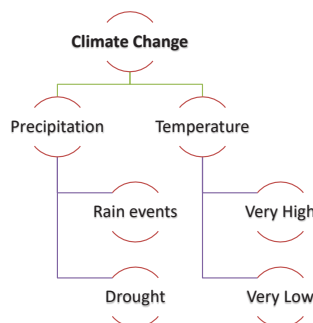 Climate Change
Precipitation
Temperature
Rain events
Very High
Drought
Very Low